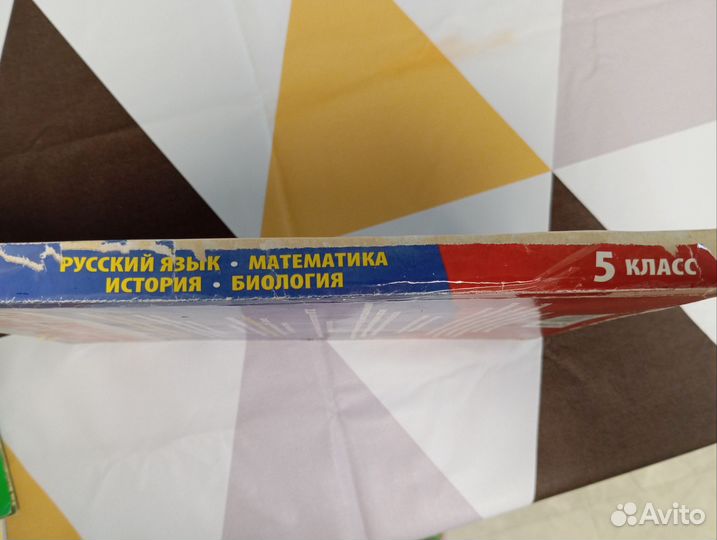 РУССКИЙ ЯЗЫК · МАТЕМАТИКА
ИСТОРИЯ · БИОЛОГИЯ
5 КЛАСС
Avito